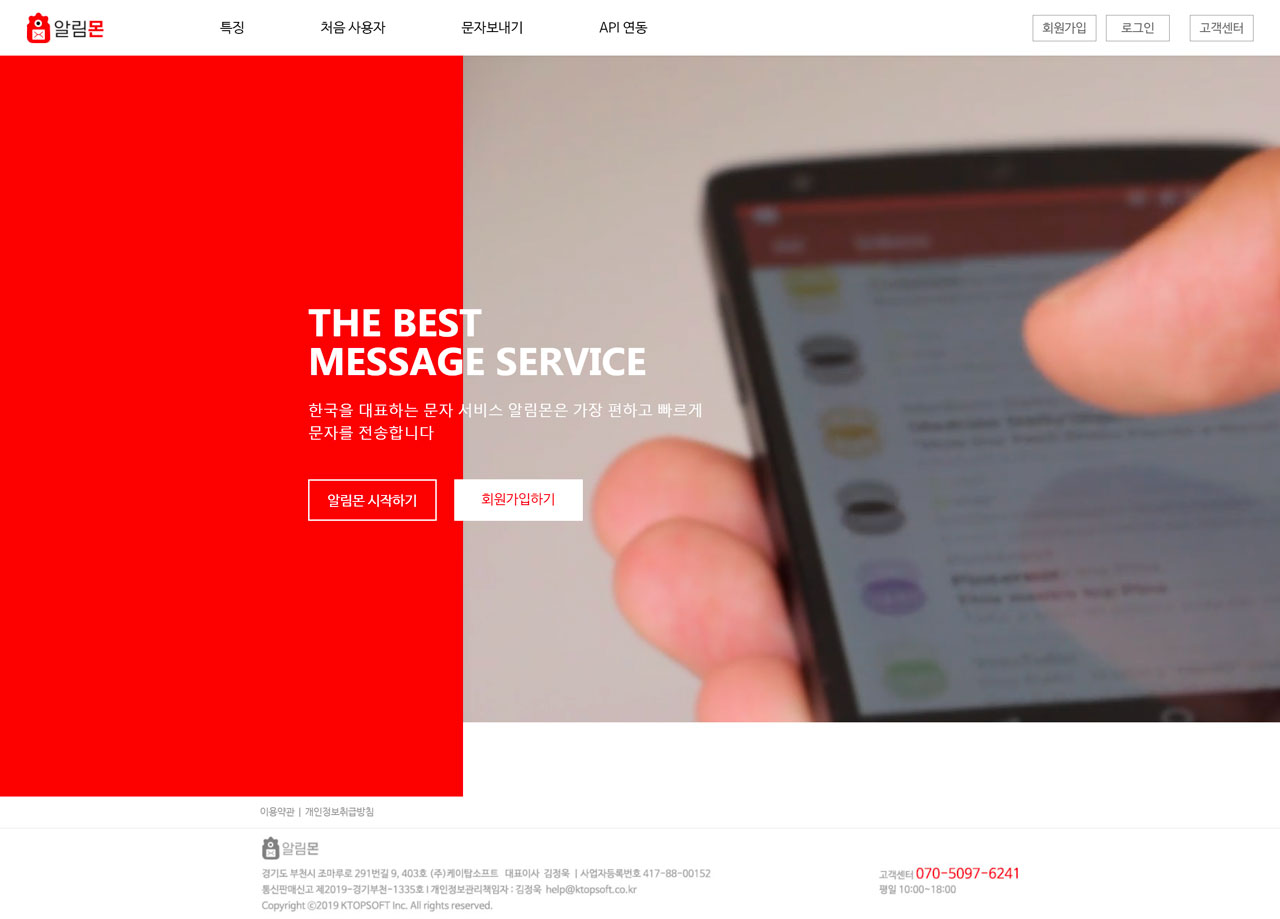 알림몬
특징
처음 사용자
문자보내기
API 연동
회원가입
로그인
고객센터
THE BEST
MESSAGE SERVICE
한국을 대표하는 문자 서비스 알림몬은 가장 편하고 빠르게
문자를 전송합니다
알림몬 시작하기
회원가입하기
이용약관 | 개인정보취급방침
알림몬
경기도 부천시 조마루로 291번길 9, 403호 (주)케이탑소프트 대표이사 김정욱 | 사업자등록번호 417-88-00152
통신판매신고 제2019-경기부천-1335호 I 개인정보관리책임자 : 김정욱 help@ktopsoft.co.kr
Copyright ⓒ2019 KTOPSOFT Inc. All rights reserved.
고객센터 070-5097-6241
평일 10:00~18:00